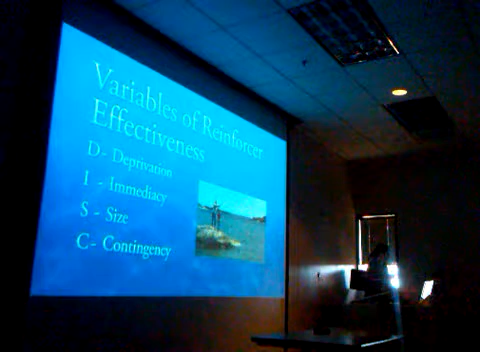 Variables of Reinforcer
Effectiveness
D - Deprivation
I - Immediacy
S - Size
C - Contingency